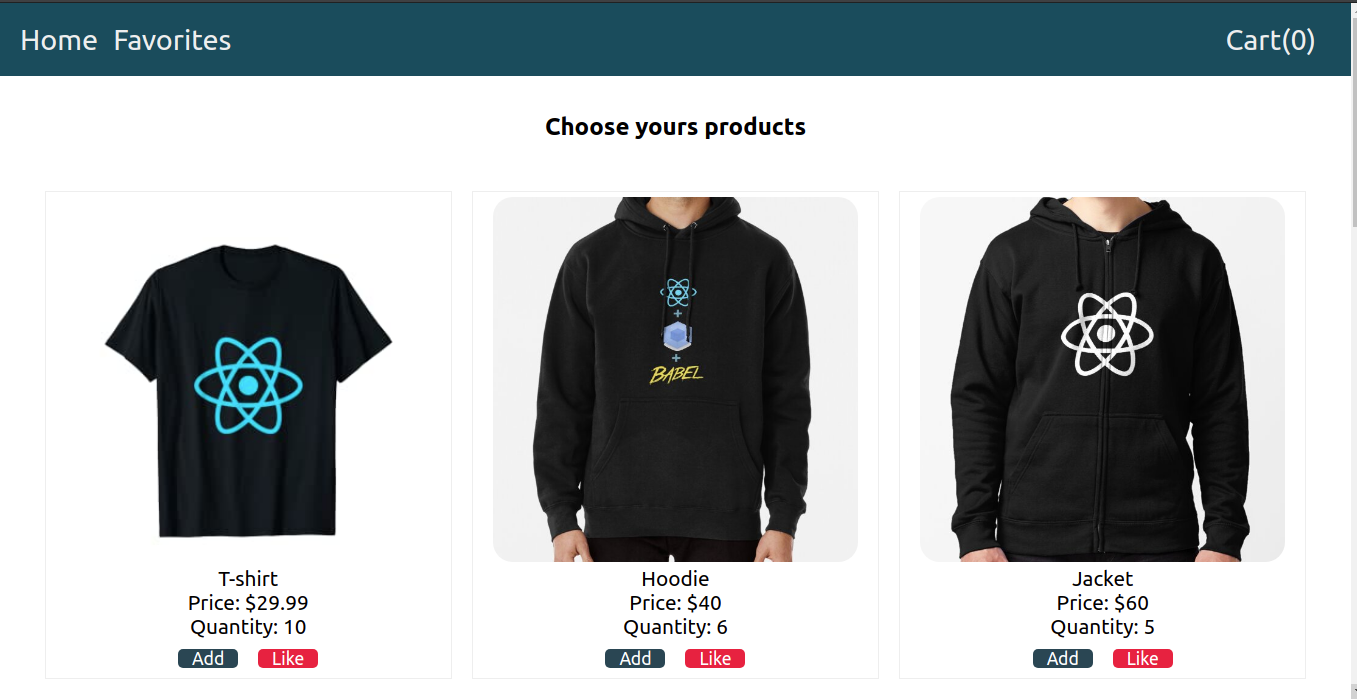 Home Favorites Cart(0)
Choose yours products
+
+
BABEL
T-shirt
Price: $29.99
Quantity: 10
Add Like
Hoodie
Price: $40
Quantity: 6
Add Like
Jacket
Price: $60
Quantity: 5
Add Like